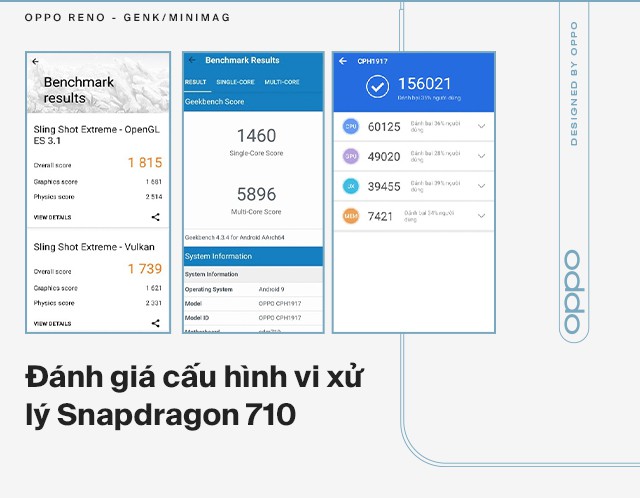 OPPO RENO - GENK/MINIMAG
DESIGNED BY OPPO
oppo
Benchmark
results
Sling Shot Extreme - OpenGL
ES 3.1
Overall score 1 815
Graphics score 1 681
Physics score 2 514
VIEW DETAILS
Sling Shot Extreme - Vulkan
Overall score 1 739
Graphics score 1 621
Physics score 2 331
VIEW DETAILS
Benchmark Results
RESULT SINGLE-CORE MULTI-CORE
Geekbench Score
1460
Single-Core Score
5896
Multi-Core Score
Geekbench 4.3.4 for Android AArch64
System Information
System Information
Operating System Android 9
Model OPPO CPH1917
Model ID OPPO CPH1917
Motherboard sdm710
CPH1917
156021
Đánh bại 35% người dùng
CPU 60125 Đánh bại 36% người
dùng
GPU 49020 Đánh bại 28% người
dùng
UX 39455 Đánh bại 39% người
dùng
MEM 7421 Đánh bại 34% người
dùng
Đánh giá cấu hình vi xử
lý Snapdragon 710